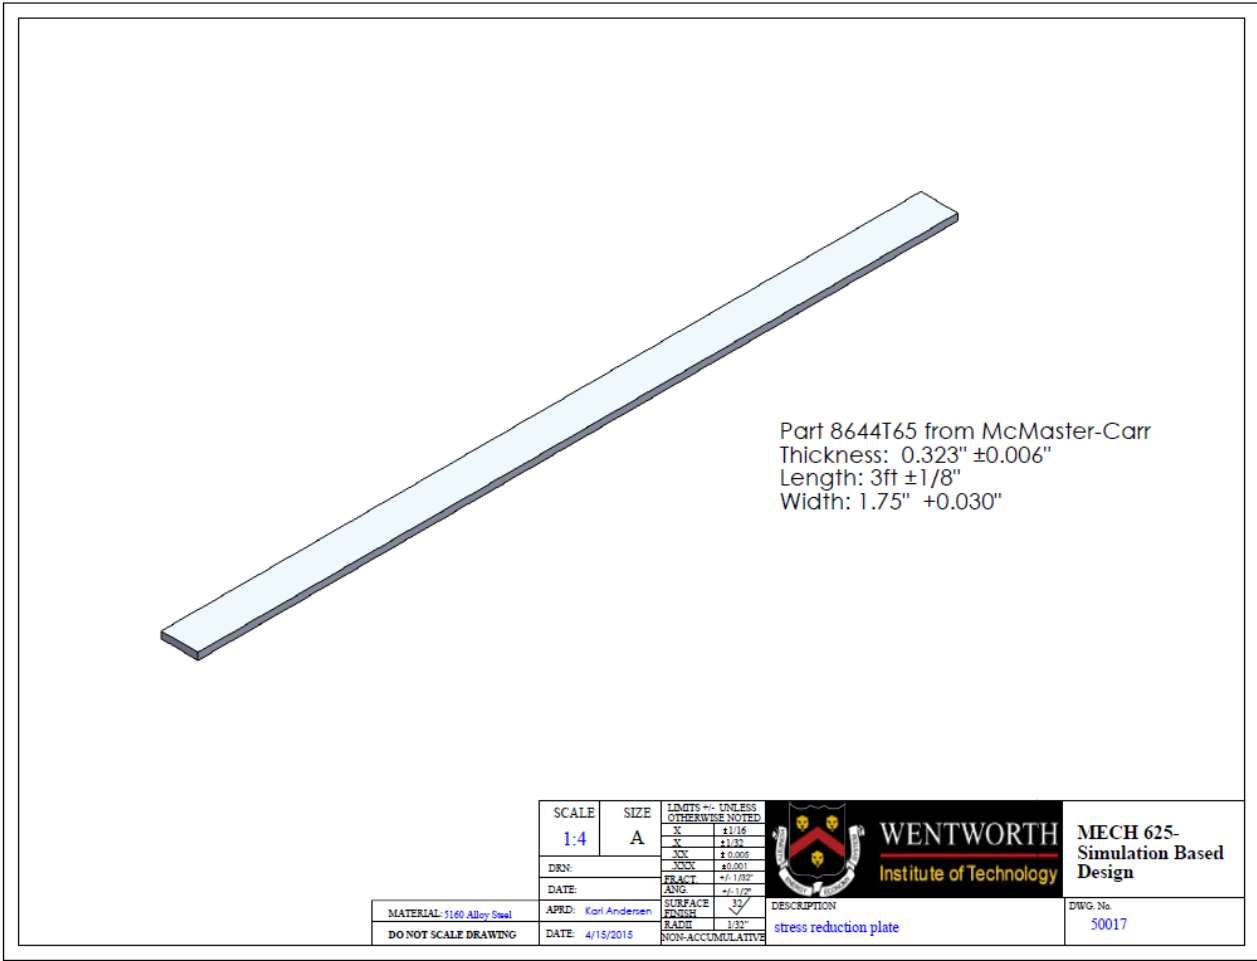 Part 8644T65 from McMaster-Carr
Thickness: 0.323" ±0.006"
Length: 3ft ±1/8"
Width: 1.75" +0.030"
SCALE
1:4
SIZE
A
DRN:
DATE:
APRD: Karl Andersen
DATE: 4/15/2015
MATERIAL: 5160 Alloy Steel
DO NOT SCALE DRAWING
LIMITS +/- UNLESS
OTHERWISE NOTED
X ±1/16
.X ±1/32
.XX ± 0.005
.XXX ±0.001
FRACT. +/- 1/32"
ANG. +/- 1/2°
SURFACE
FINISH
32
RADII 1/32"
NON-ACCUMULATIVE
HONESTY
ENERGY
ECONOMY
WENTWORTH
Institute of Technology
DESCRIPTION
stress reduction plate
MECH 625-
Simulation Based
Design
DWG. No.
50017